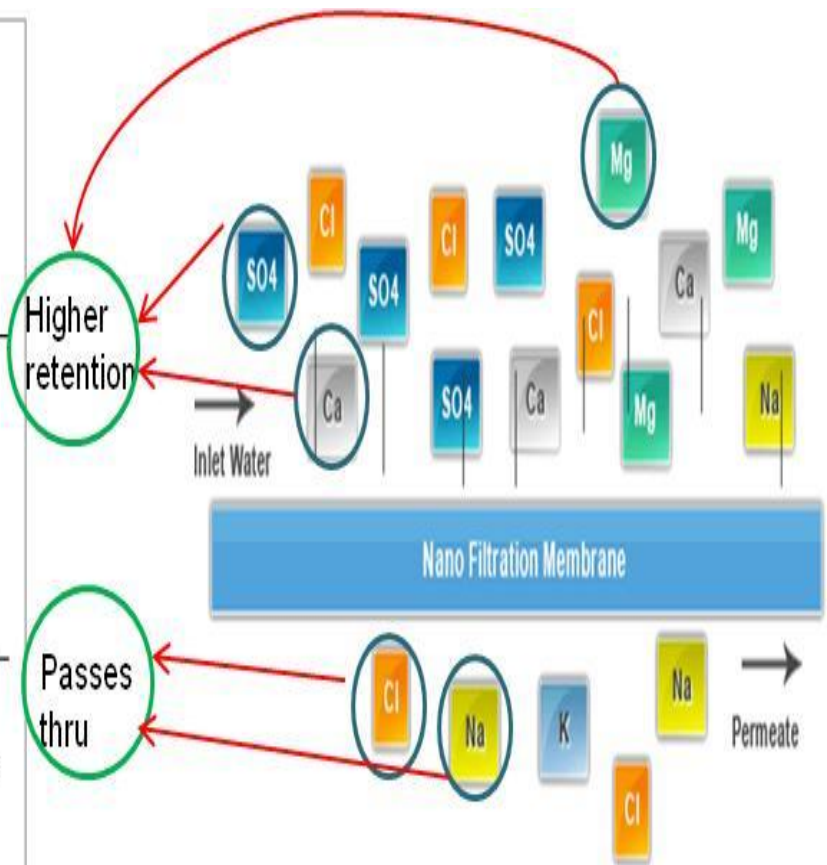 Mg
Cl
SO4
Cl
SO4
Mg
SO4
Ca
Cl
Higher
retention
Ca
SO4
Ca
Mg
Na
Inlet Water
Nano Filtration Membrane
Passes
thru
Cl
Na
K
Na
Permeate
Cl